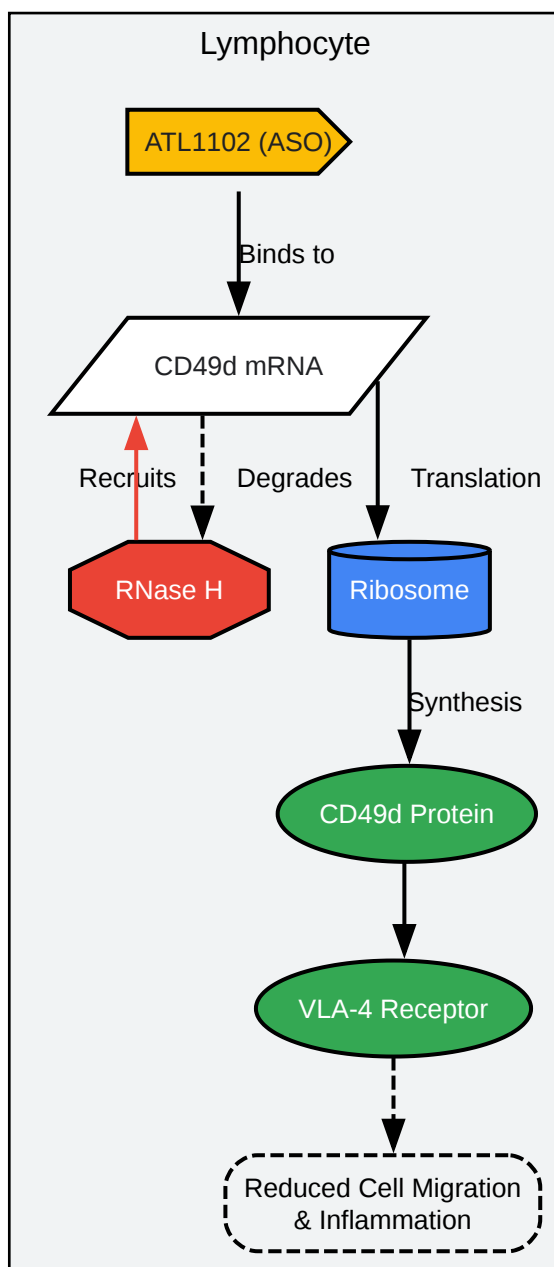 Lymphocyte
ATL1102 (ASO)
Binds to
CD49d mRNA
Recruits
Degrades
Translation
RNase H
Ribosome
Synthesis
CD49d Protein
VLA-4 Receptor
Reduced Cell Migration
& Inflammation